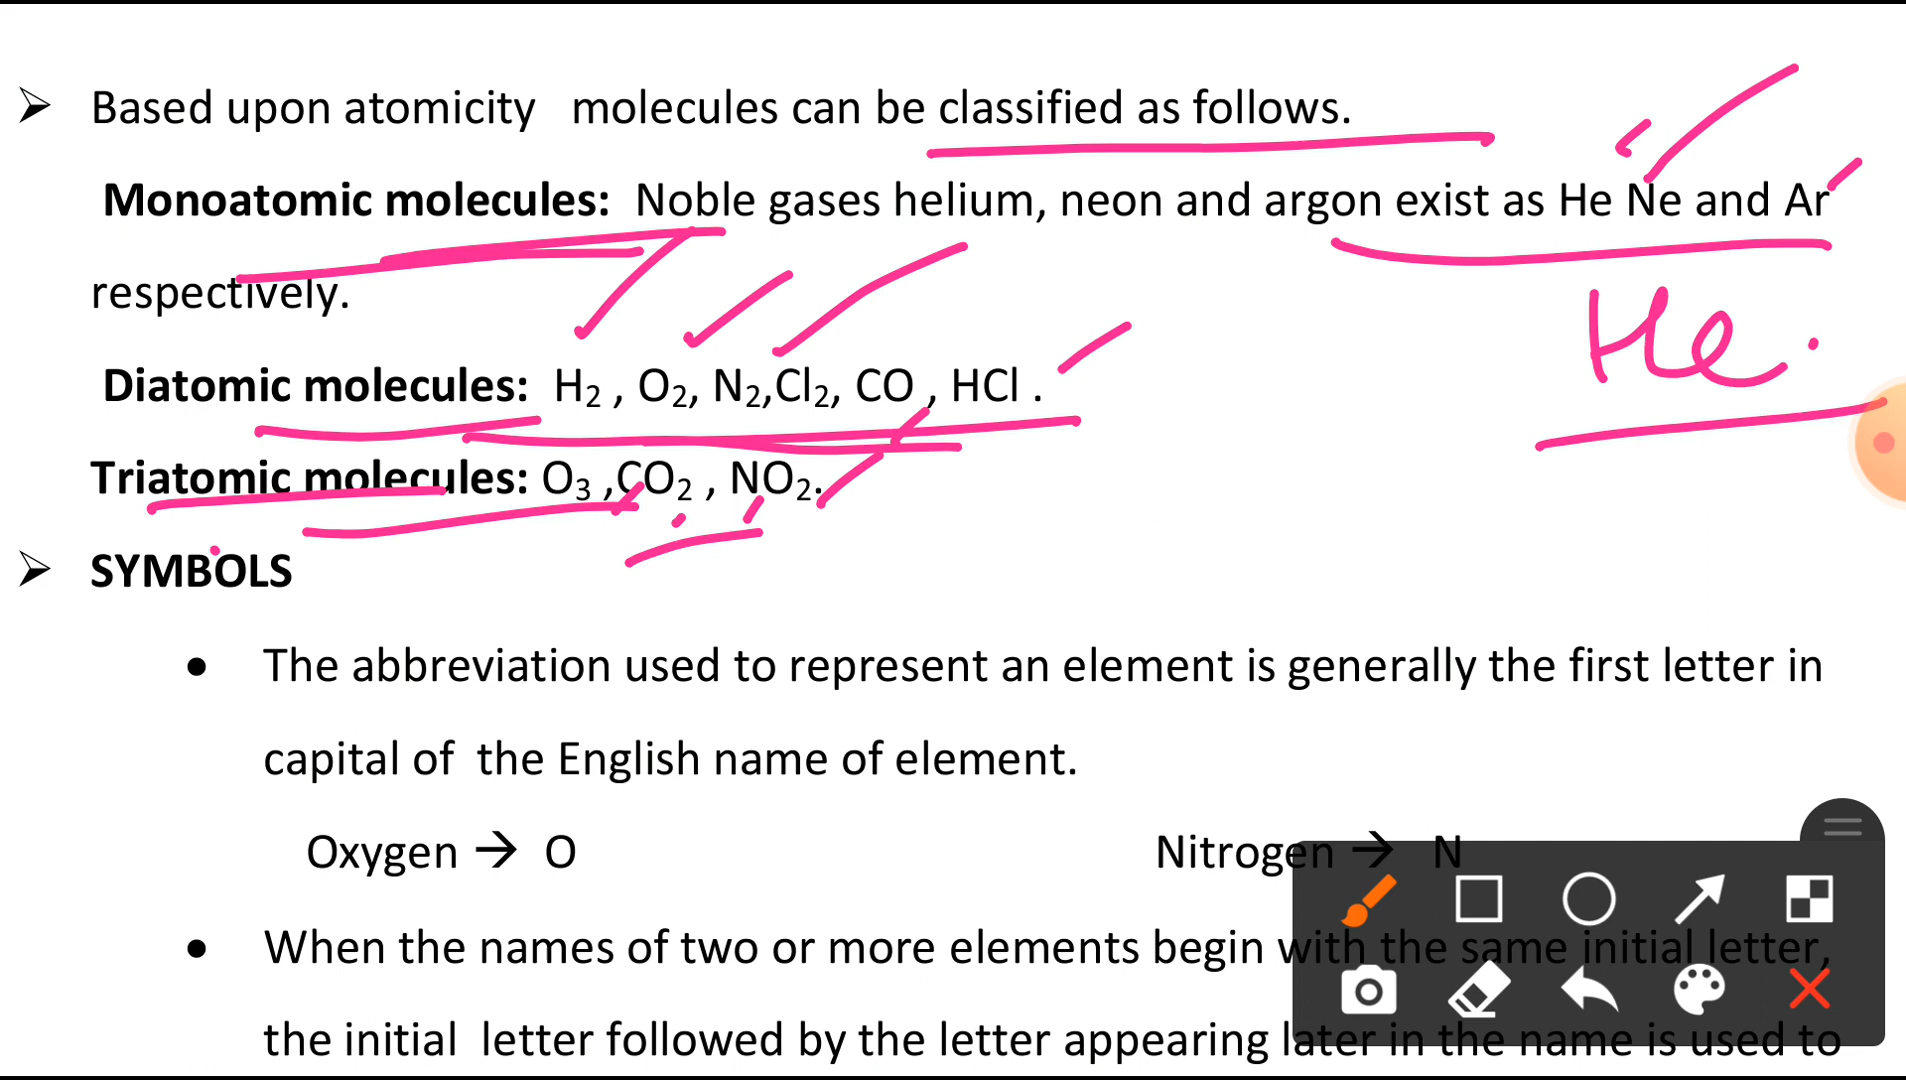 ➢ Based upon atomicity molecules can be classified as follows.
Monoatomic molecules: Noble gases helium, neon and argon exist as He Ne and Ar
respectively.
He.
Diatomic molecules: H₂ , O₂, N₂,Cl₂, CO , HCl .
Triatomic molecules: O₃ ,CO₂ , NO₂.
➢ SYMBOLS
• The abbreviation used to represent an element is generally the first letter in
capital of the English name of element.
Oxygen → O Nitrogen → N
• When the names of two or more elements begin with the same initial letter,
the initial letter followed by the letter appearing later in the name is used to